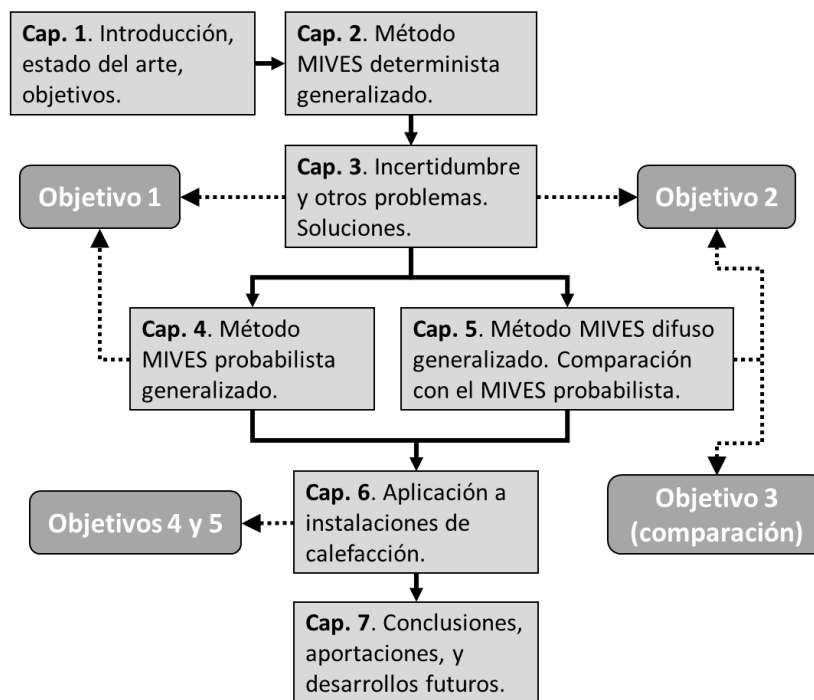 Cap. 1. Introducción,
estado del arte,
objetivos.
Cap. 2. Método
MIVES determinista
generalizado.
Cap. 3. Incertidumbre
y otros problemas.
Soluciones.
Objetivo 1
Objetivo 2
Cap. 4. Método
MIVES probabilista
generalizado.
Cap. 5. Método MIVES difuso
generalizado. Comparación
con el MIVES probabilista.
Cap. 6. Aplicación a
instalaciones de
calefacción.
Objetivos 4 y 5
Objetivo 3
(comparación)
Cap. 7. Conclusiones,
aportaciones, y
desarrollos futuros.